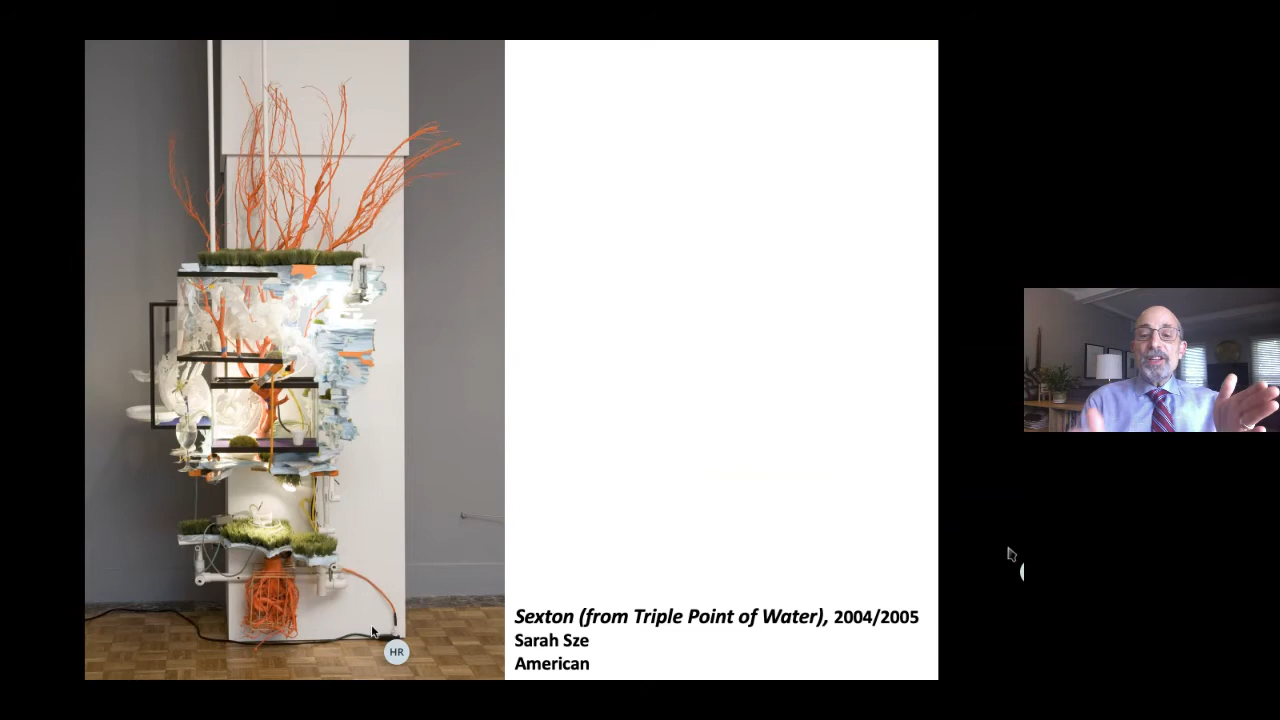 Sexton (from Triple Point of Water), 2004/2005
Sarah Sze
American
HR